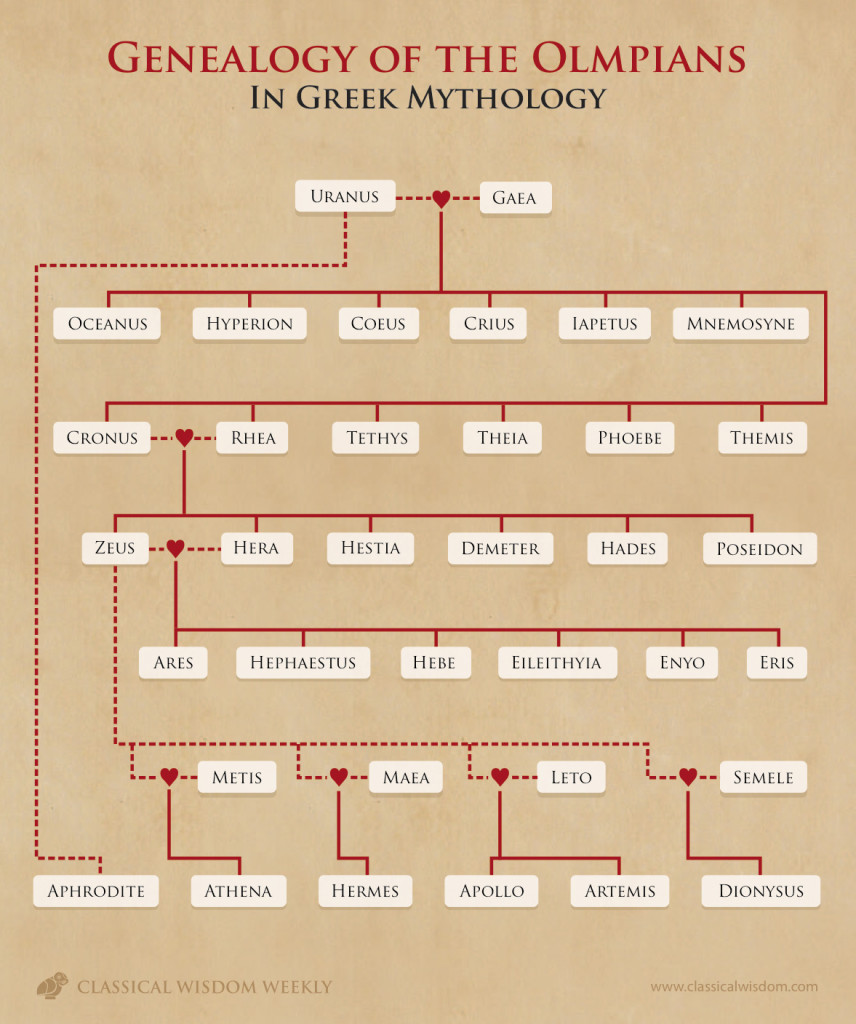 Genealogy of the Olmpians
In Greek Mythology
Uranus
Gaea
Oceanus
Hyperion
Coeus
Crius
Iapetus
Mnemosyne
Cronus
Rhea
Tethys
Theia
Phoebe
Themis
Zeus
Hera
Hestia
Demeter
Hades
Poseidon
Ares
Hephaestus
Hebe
Eileithyia
Enyo
Eris
Metis
Maea
Leto
Semele
Aphrodite
Athena
Hermes
Apollo
Artemis
Dionysus
Classical Wisdom Weekly
www.classicalwisdom.com